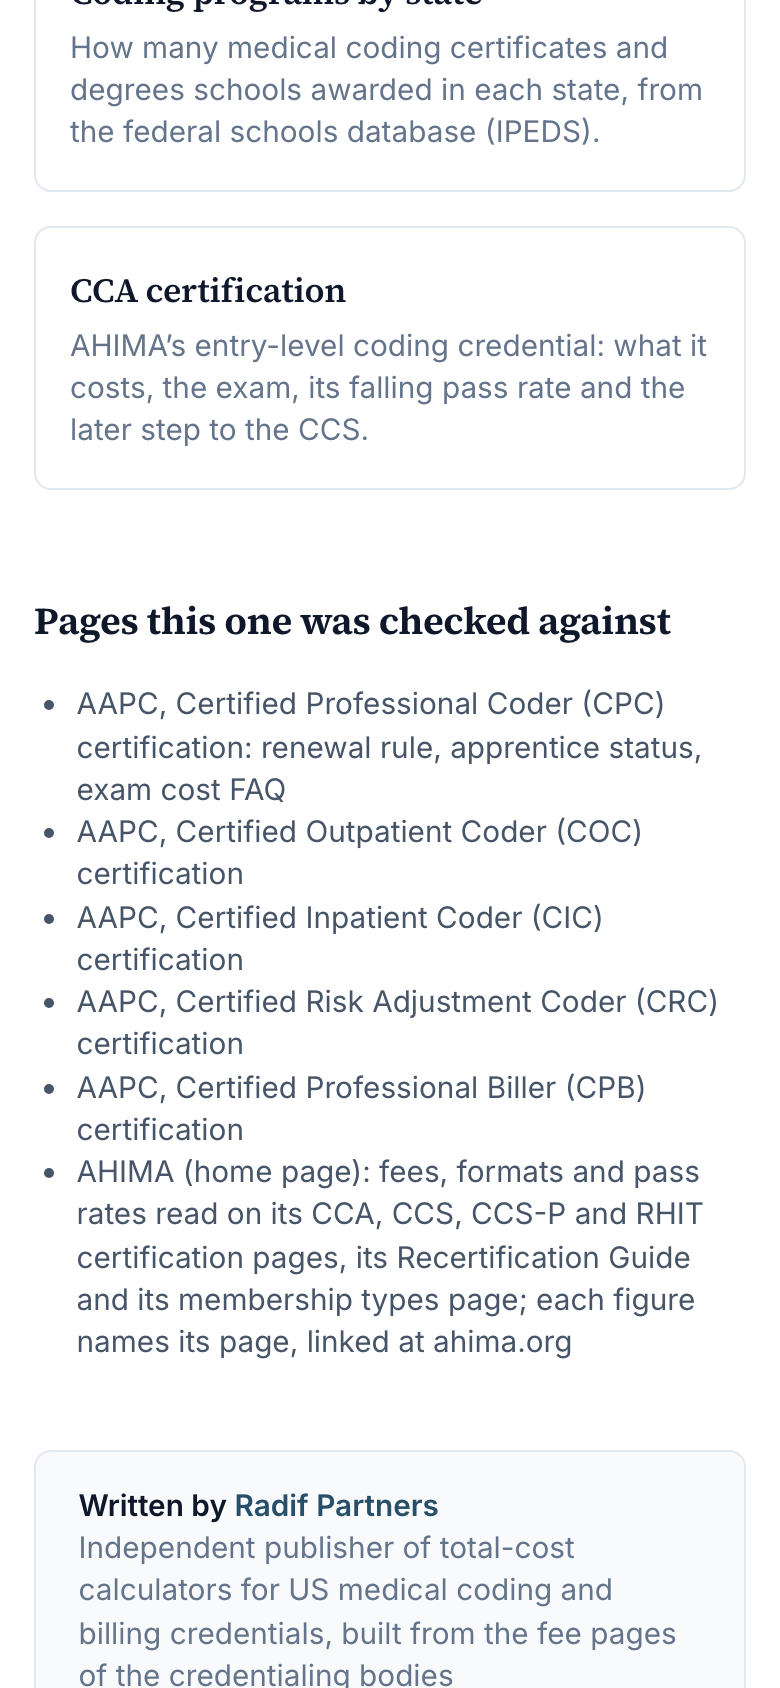 Coding programs by state
How many medical coding certificates and
degrees schools awarded in each state, from
the federal schools database (IPEDS).
CCA certification
AHIMA’s entry-level coding credential: what it
costs, the exam, its falling pass rate and the
later step to the CCS.
Pages this one was checked against
• AAPC, Certified Professional Coder (CPC)
certification: renewal rule, apprentice status,
exam cost FAQ
• AAPC, Certified Outpatient Coder (COC)
certification
• AAPC, Certified Inpatient Coder (CIC)
certification
• AAPC, Certified Risk Adjustment Coder (CRC)
certification
• AAPC, Certified Professional Biller (CPB)
certification
• AHIMA (home page): fees, formats and pass
rates read on its CCA, CCS, CCS-P and RHIT
certification pages, its Recertification Guide
and its membership types page; each figure
names its page, linked at ahima.org
Written by Radif Partners
Independent publisher of total-cost
calculators for US medical coding and
billing credentials, built from the fee pages
of the credentialing bodies